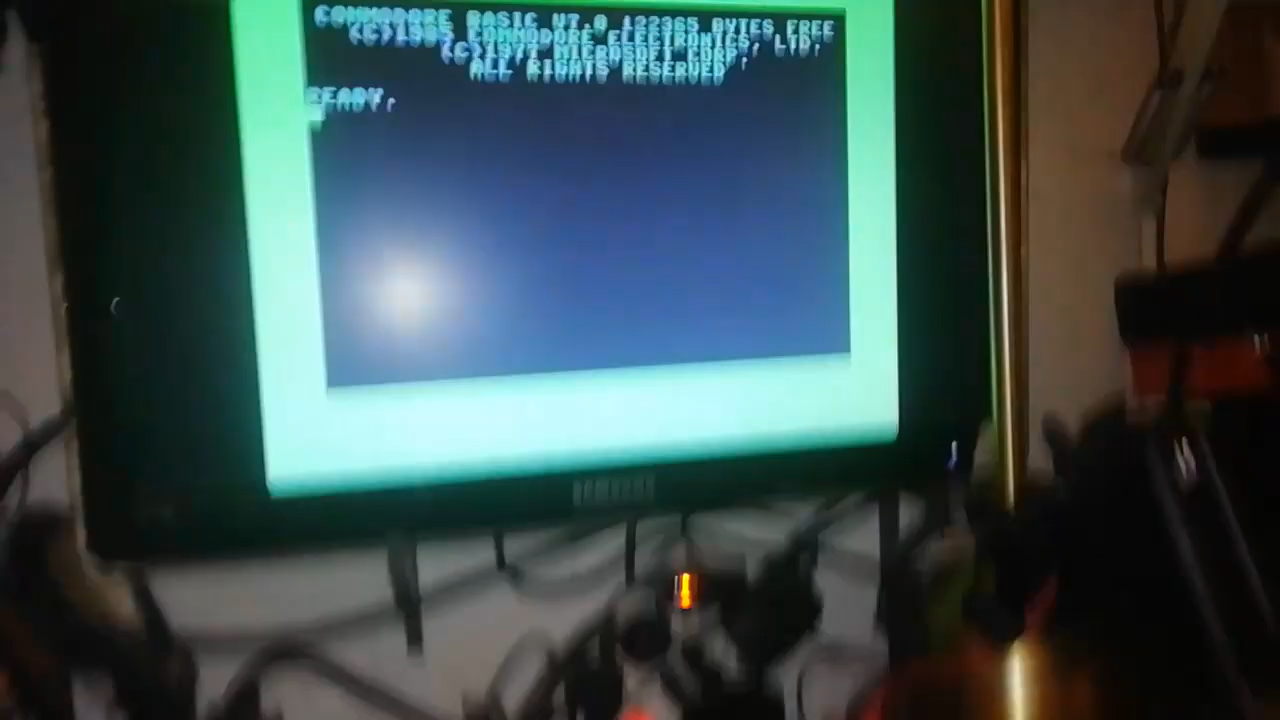 COMMODORE BASIC V7.0 122365 BYTES FREE
(C)1985 COMMODORE ELECTRONICS, LTD.
(C)1977 MICROSOFT CORP.
ALL RIGHTS RESERVED
READY.